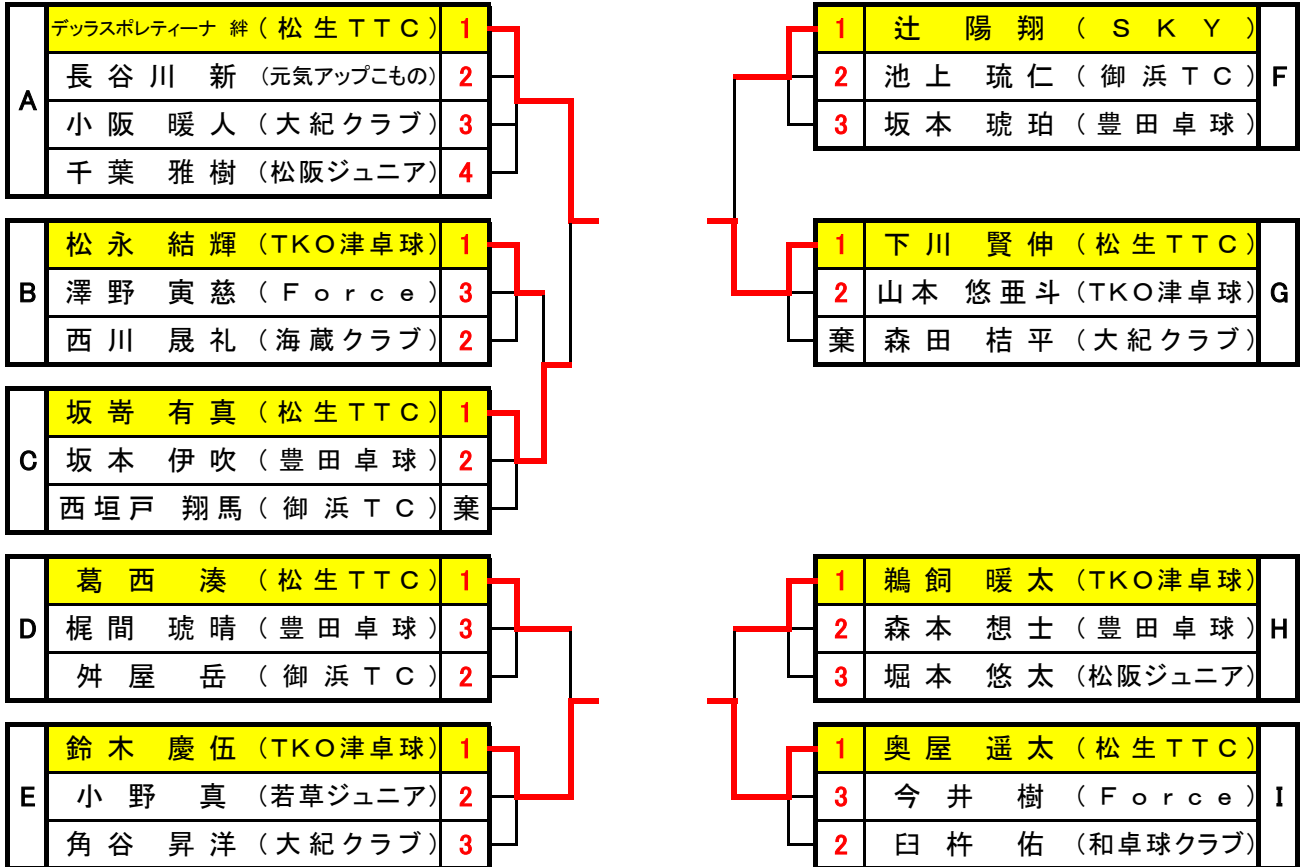 A
デッラスポレティーナ 絆 (松生TTC) 1
長谷川 新 (元気アップこもの) 2
小阪 暖人 (大紀クラブ) 3
千葉 雅樹 (松阪ジュニア) 4
B
松永 結輝 (TKO津卓球) 1
澤野 寅慈 (Force) 3
西川 晟礼 (海蔵クラブ) 2
C
坂嵜 有真 (松生TTC) 1
坂本 伊吹 (豊田卓球) 2
西垣戸 翔馬 (御浜TC) 棄
D
葛西 湊 (松生TTC) 1
梶間 琥晴 (豊田卓球) 3
舛屋 岳 (御浜TC) 2
E
鈴木 慶伍 (TKO津卓球) 1
小野 真 (若草ジュニア) 2
角谷 昇洋 (大紀クラブ) 3
1 辻 陽翔 (SKY)
2 池上 琉仁 (御浜TC)
3 坂本 琥珀 (豊田卓球)
F
1 下川 賢伸 (松生TTC)
2 山本 悠亜斗 (TKO津卓球)
棄 森田 桔平 (大紀クラブ)
G
1 鵜飼 暖太 (TKO津卓球)
2 森本 想士 (豊田卓球)
3 堀本 悠太 (松阪ジュニア)
H
1 奥屋 遥太 (松生TTC)
3 今井 樹 (Force)
2 臼杵 佑 (和卓球クラブ)
I